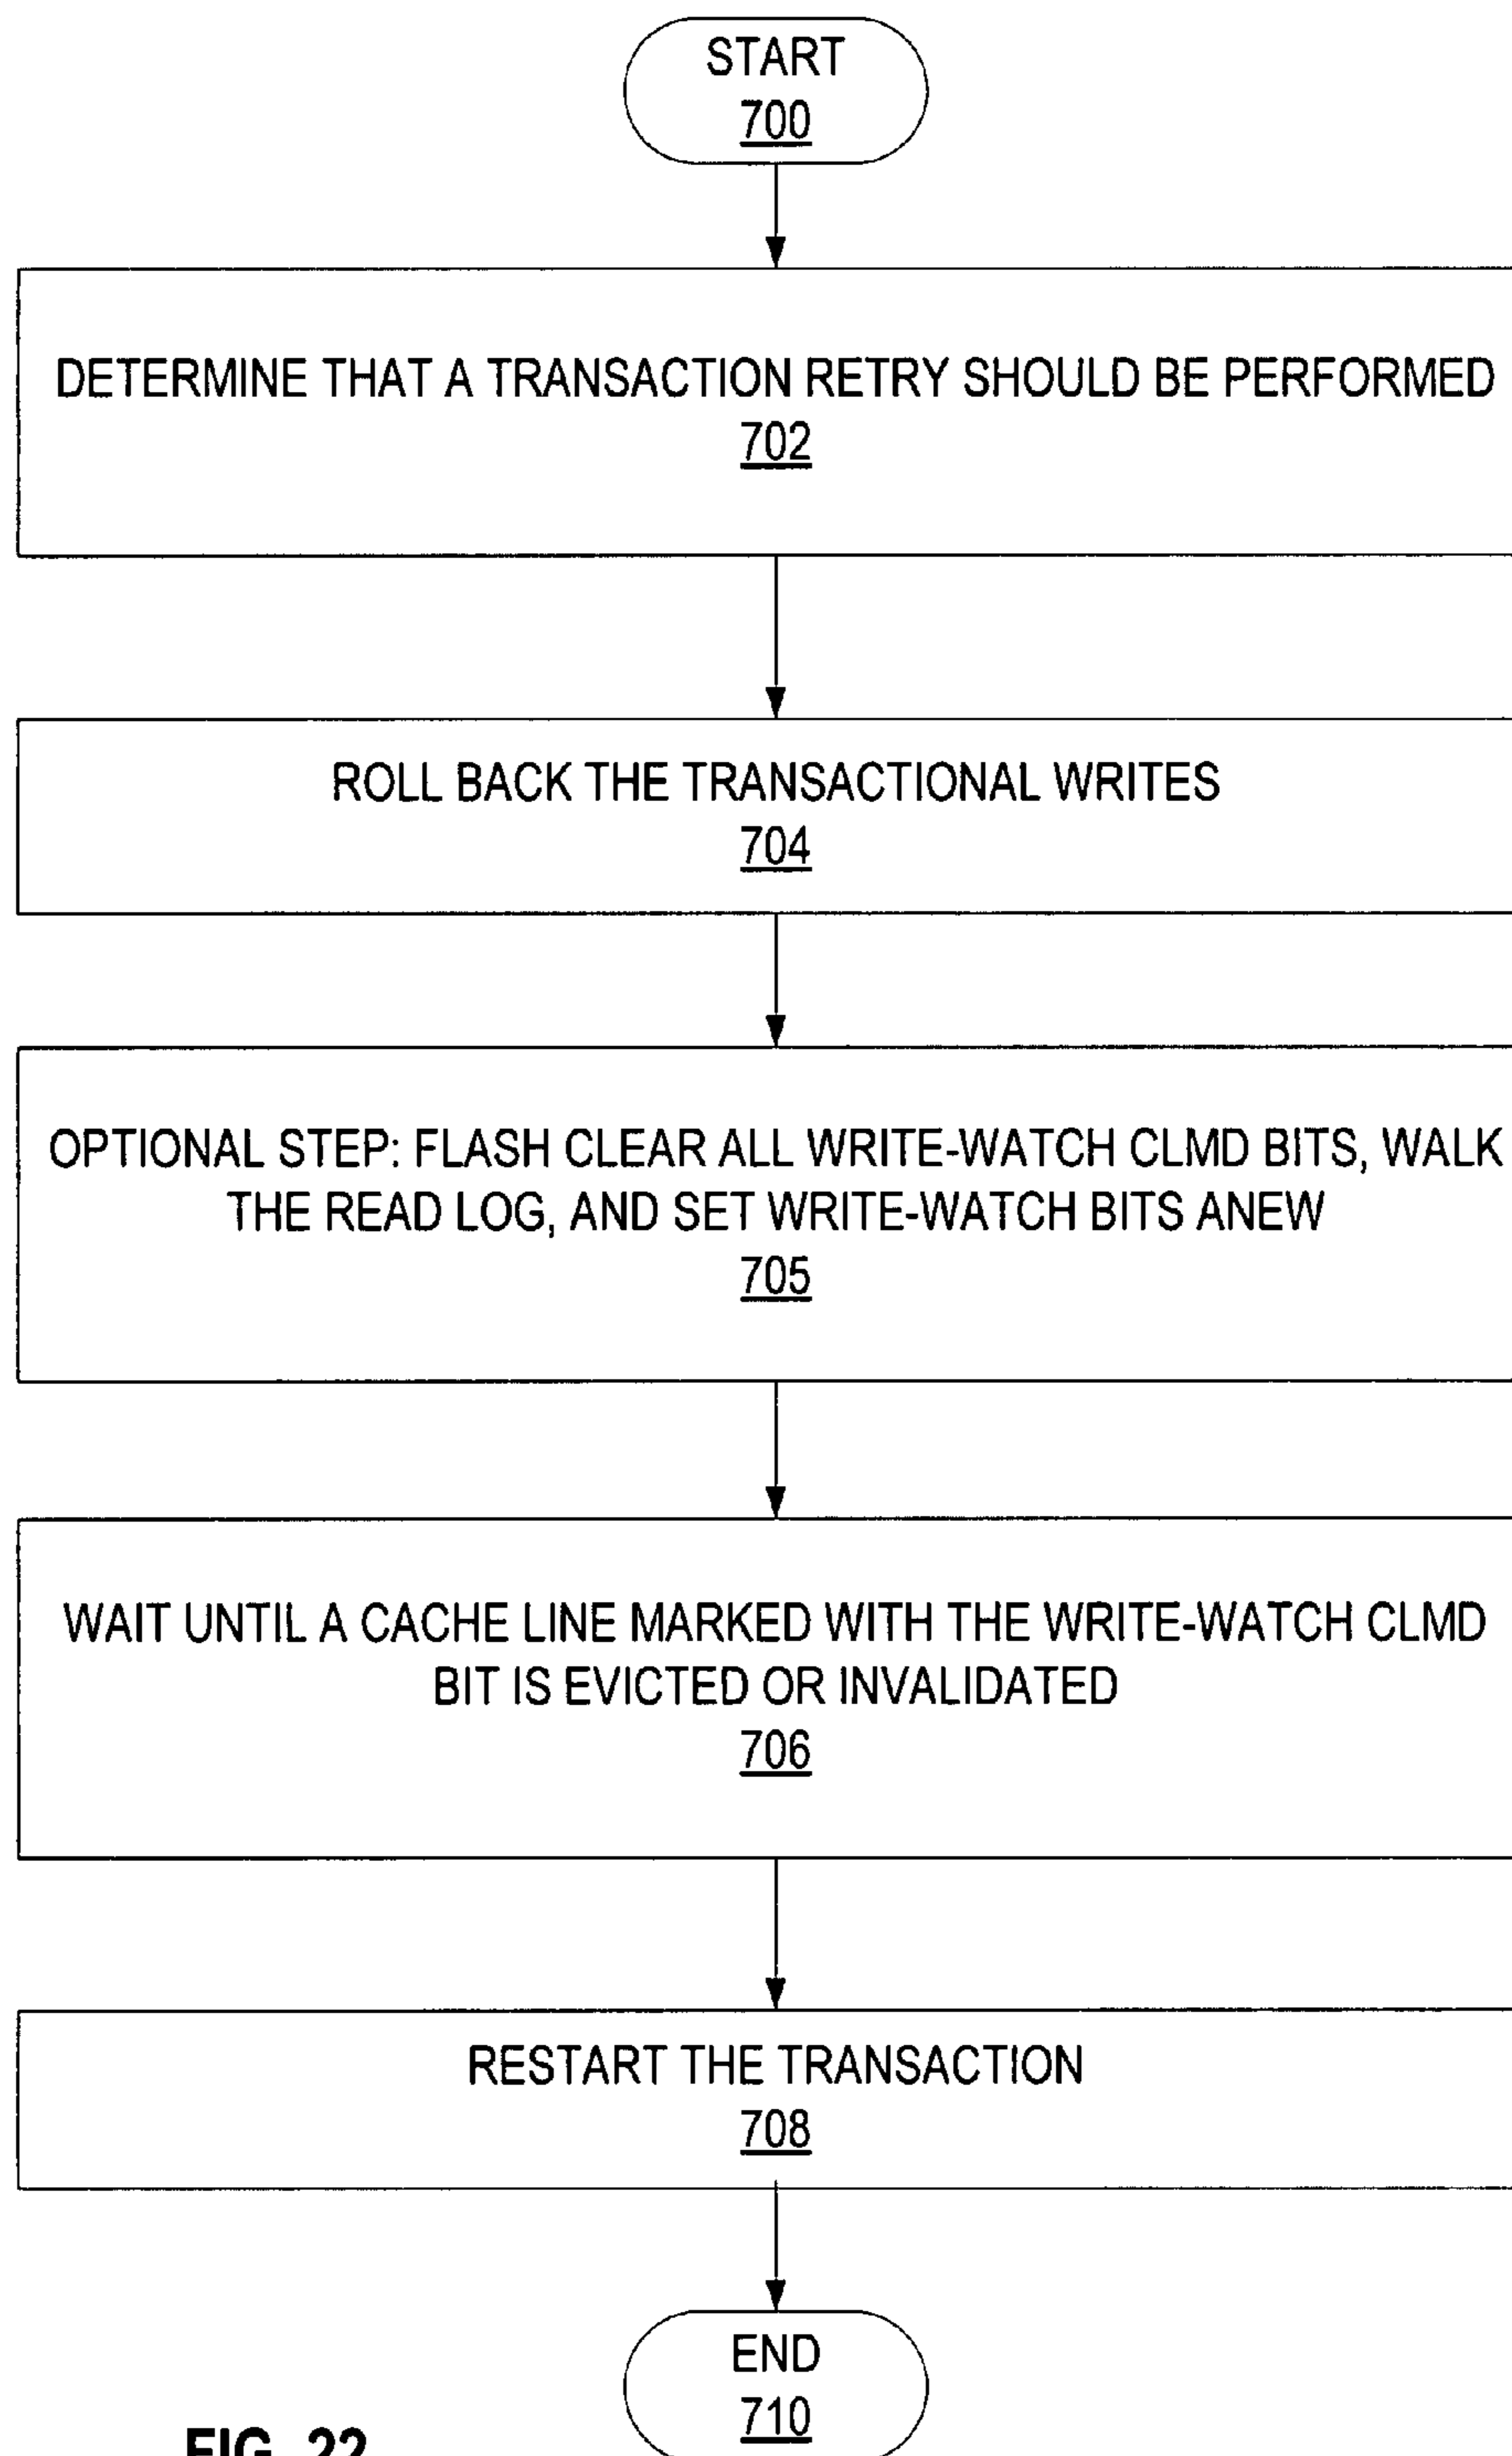 START
700
DETERMINE THAT A TRANSACTION RETRY SHOULD BE PERFORMED
702
ROLL BACK THE TRANSACTIONAL WRITES
704
OPTIONAL STEP: FLASH CLEAR ALL WRITE-WATCH CLMD BITS, WALK
THE READ LOG, AND SET WRITE-WATCH BITS ANEW
705
WAIT UNTIL A CACHE LINE MARKED WITH THE WRITE-WATCH CLMD
BIT IS EVICTED OR INVALIDATED
706
RESTART THE TRANSACTION
708
END
710
FIG. 22